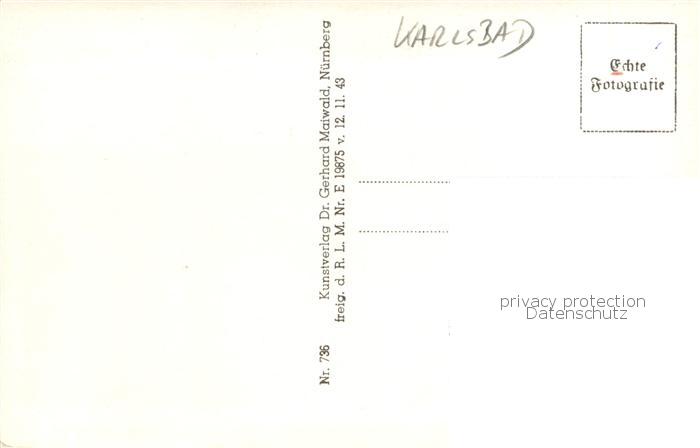 KARLSBAD
Echte
Fotografie
Nr. 736 Kunstverlag Dr. Gerhard Maiwald, Nürnberg
freig. d. R. L. M. Nr. E 19875 v. 12. 11. 43
privacy protection
Datenschutz